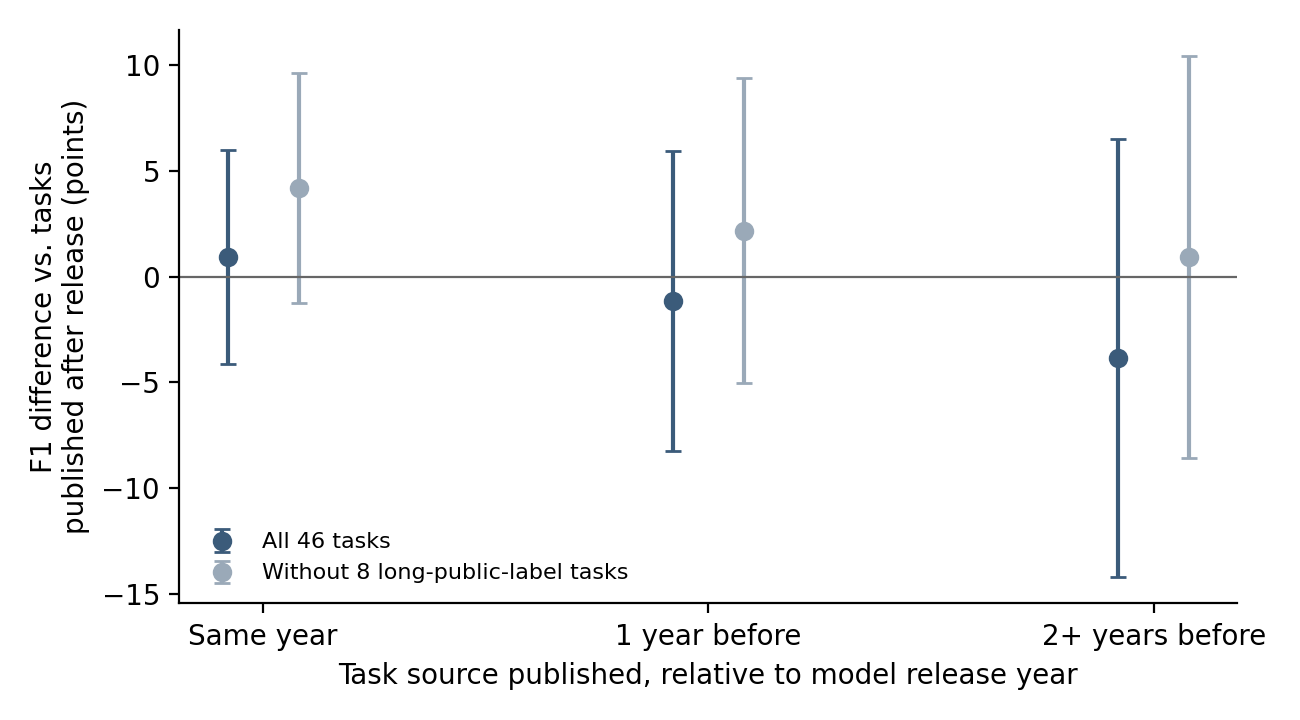 F1 difference vs. tasks
published after release (points)
10
5
0
−5
−10
−15
All 46 tasks
Without 8 long-public-label tasks
Same year
1 year before
2+ years before
Task source published, relative to model release year